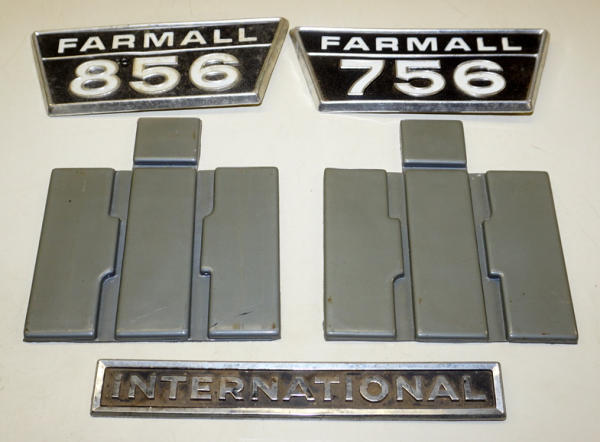 FARMALL
856
FARMALL
756
INTERNATIONAL